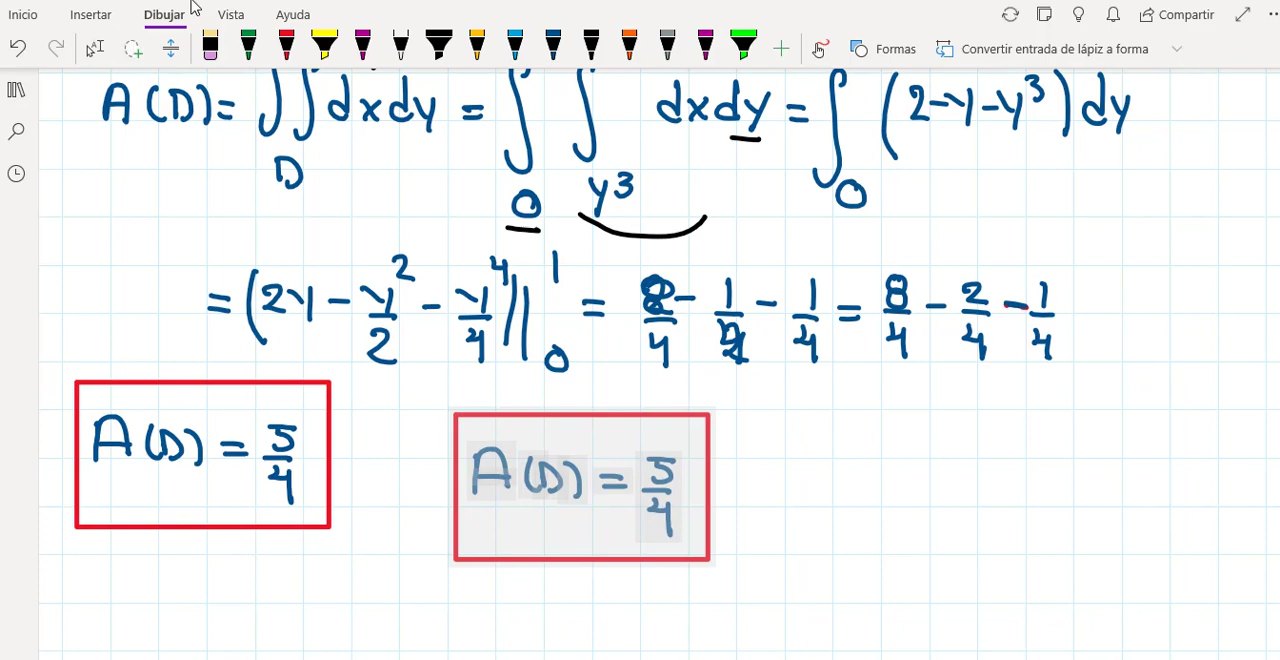 Inicio Insertar Dibujar Vista Ayuda Compartir
Formas Convertir entrada de lápiz a forma
A(D)= ∬ dxdy = ∫ ∫ dxdy = ∫ (2-y-y³)dy
D 0 y³ 0
= (2y - y²/2 - y⁴/4)|₀¹ = 8/4 - 1/2 - 1/4 = 8/4 - 2/4 - 1/4
A(D) = 5/4
A(D) = 5/4